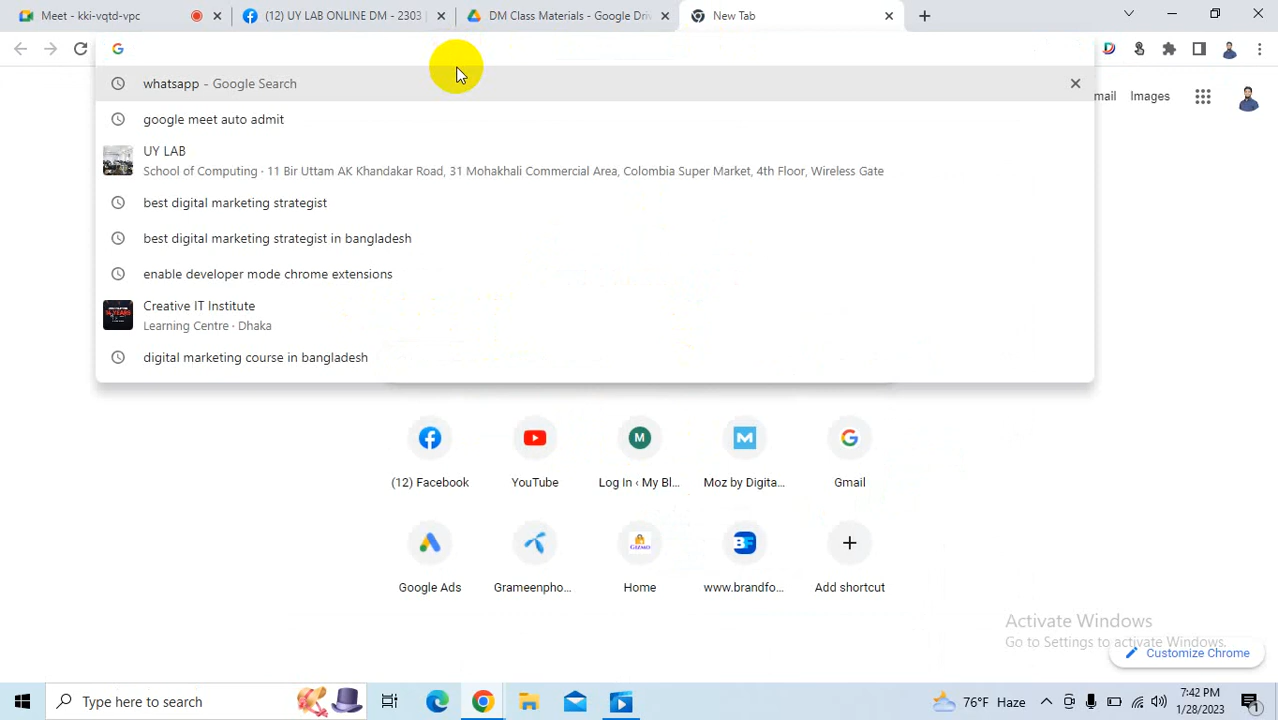 Meet - kki-vqtd-vpc
(12) UY LAB ONLINE DM - 2303 |
DM Class Materials - Google Dri
New Tab
whatsapp - Google Search
mail
Images
google meet auto admit
UY LAB
School of Computing · 11 Bir Uttam AK Khandakar Road, 31 Mohakhali Commercial Area, Colombia Super Market, 4th Floor, Wireless Gate
best digital marketing strategist
best digital marketing strategist in bangladesh
enable developer mode chrome extensions
Creative IT Institute
Learning Centre · Dhaka
digital marketing course in bangladesh
M
(12) Facebook
YouTube
Log In ‹ My Bl...
Moz by Digita...
Gmail
GIZMO
BF
Google Ads
Grameenpho...
Home
www.brandfo...
Add shortcut
Activate Windows
Go to Settings to activate Windows.
Customize Chrome
Type here to search
76°F Haze
7:42 PM
1/28/2023
1